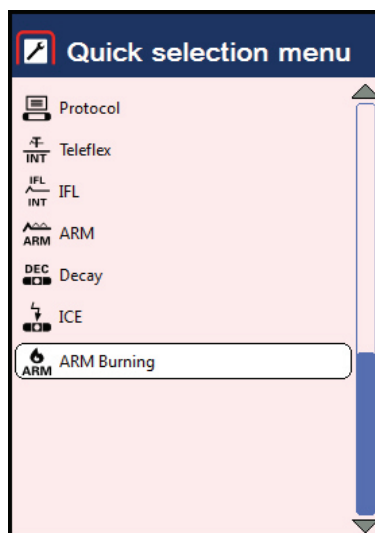 Quick selection menu
Protocol
T
INT
Teleflex
IFL
INT
IFL
ARM
ARM
DEC
Decay
ICE
ARM
ARM Burning